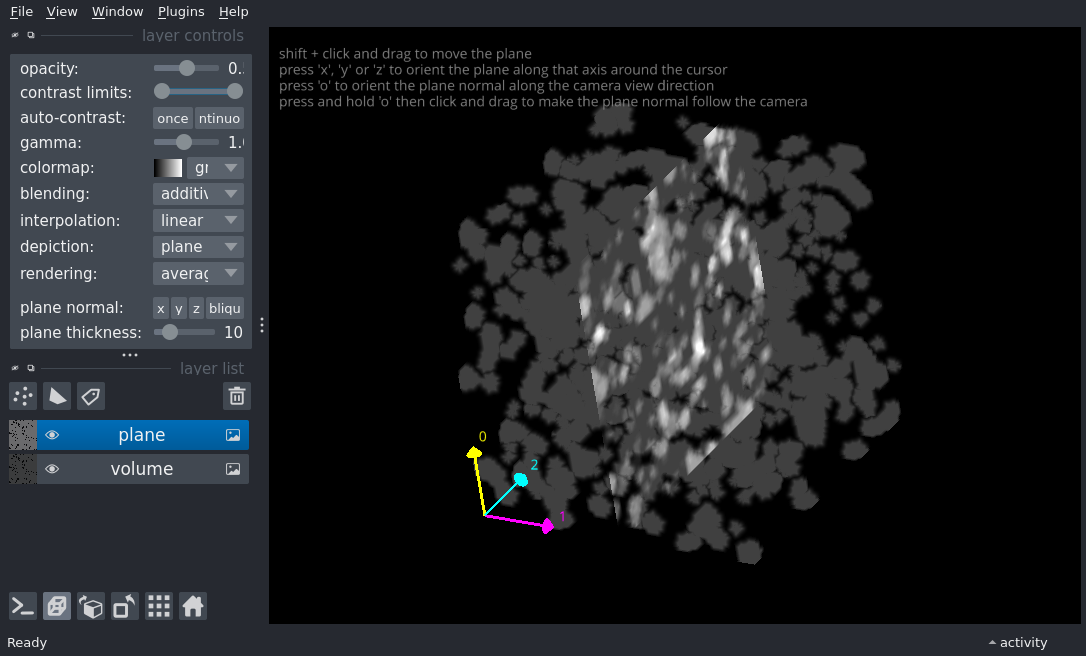 File View Window Plugins Help
layer controls
opacity: 0.
contrast limits:
auto-contrast: once ntinuo
gamma: 1.
colormap: gr
blending: additiv
interpolation: linear
depiction: plane
rendering: averag
plane normal: x y z bliqu
plane thickness: 10
layer list
plane
volume
Ready
shift + click and drag to move the plane
press 'x', 'y' or 'z' to orient the plane along that axis around the cursor
press 'o' to orient the plane normal along the camera view direction
press and hold 'o' then click and drag to make the plane normal follow the camera
0
2
1
activity